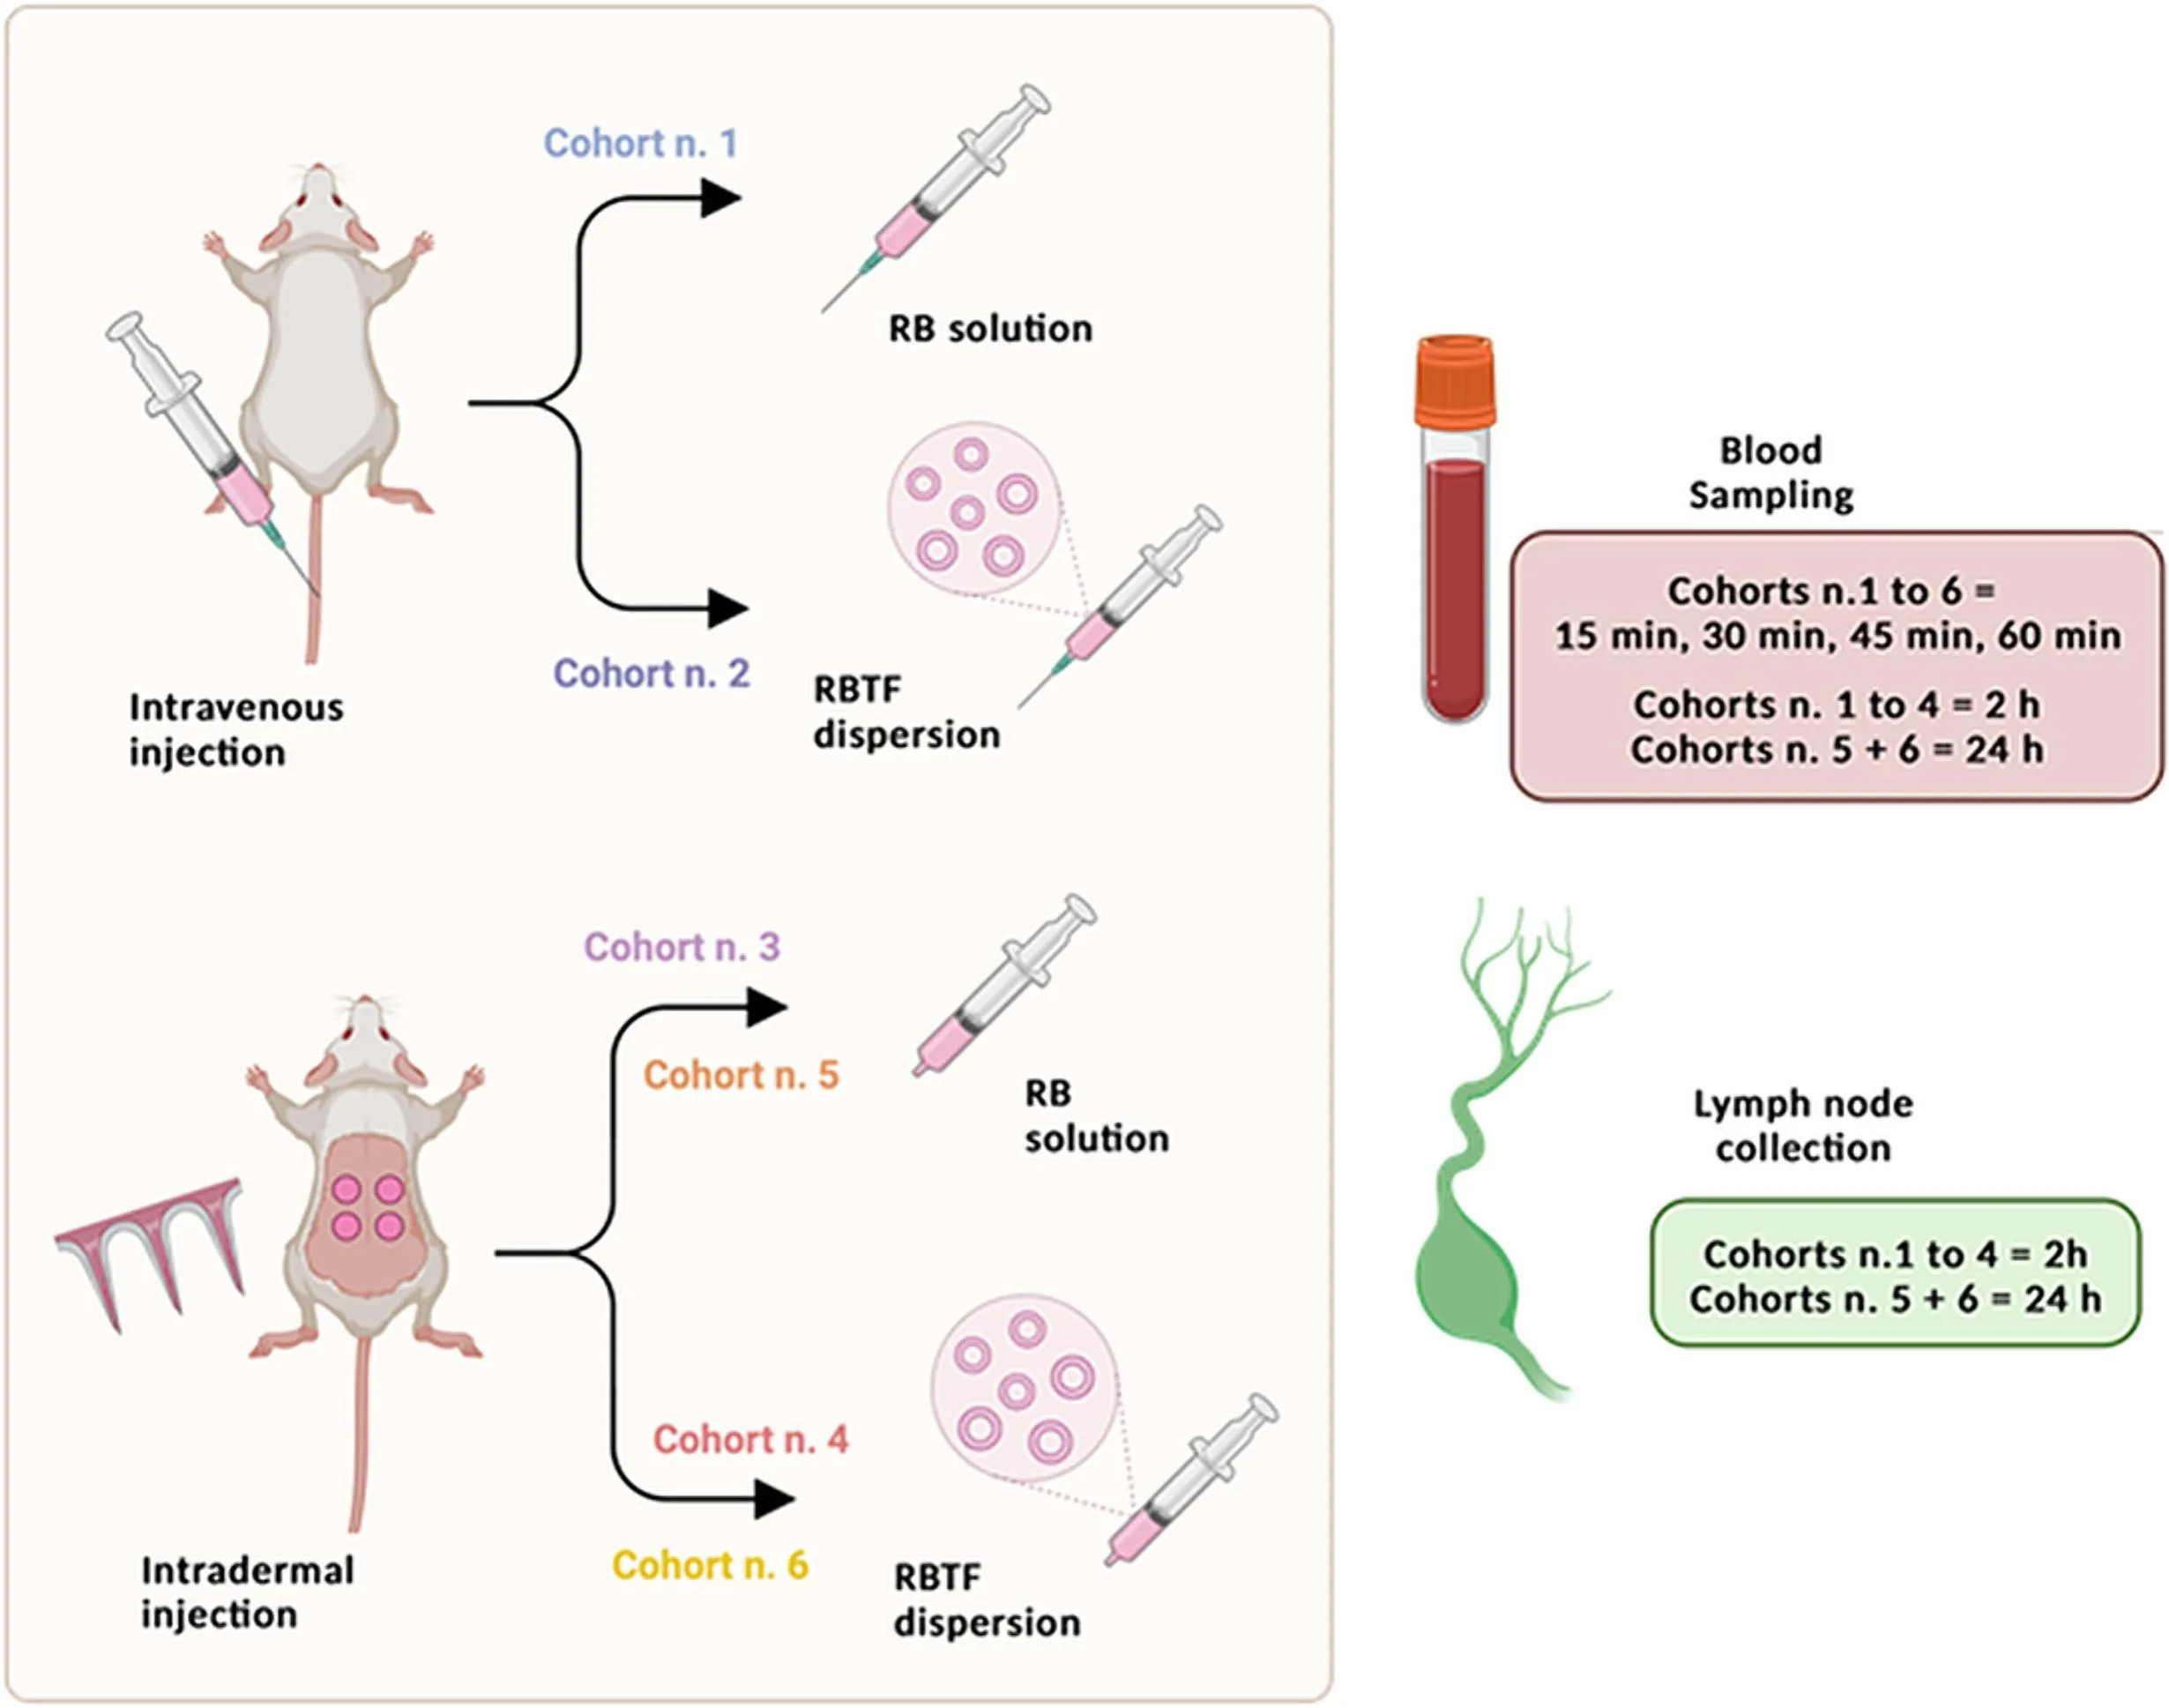 Cohort n. 1
RB solution
Cohort n. 2
RBTF
dispersion
Intravenous
injection
Cohort n. 3
Cohort n. 5
RB
solution
Cohort n. 4
Cohort n. 6
RBTF
dispersion
Intradermal
injection
Blood
Sampling
Cohorts n.1 to 6 =
15 min, 30 min, 45 min, 60 min
Cohorts n. 1 to 4 = 2 h
Cohorts n. 5 + 6 = 24 h
Lymph node
collection
Cohorts n.1 to 4 = 2h
Cohorts n. 5 + 6 = 24 h